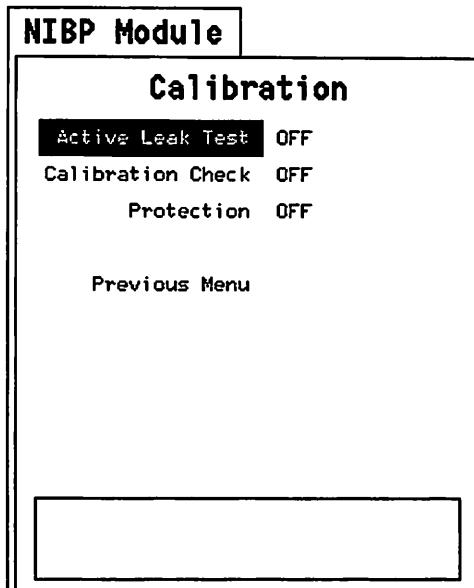 NIBP Module
Calibration
Active Leak Test OFF
Calibration Check OFF
Protection OFF
Previous Menu